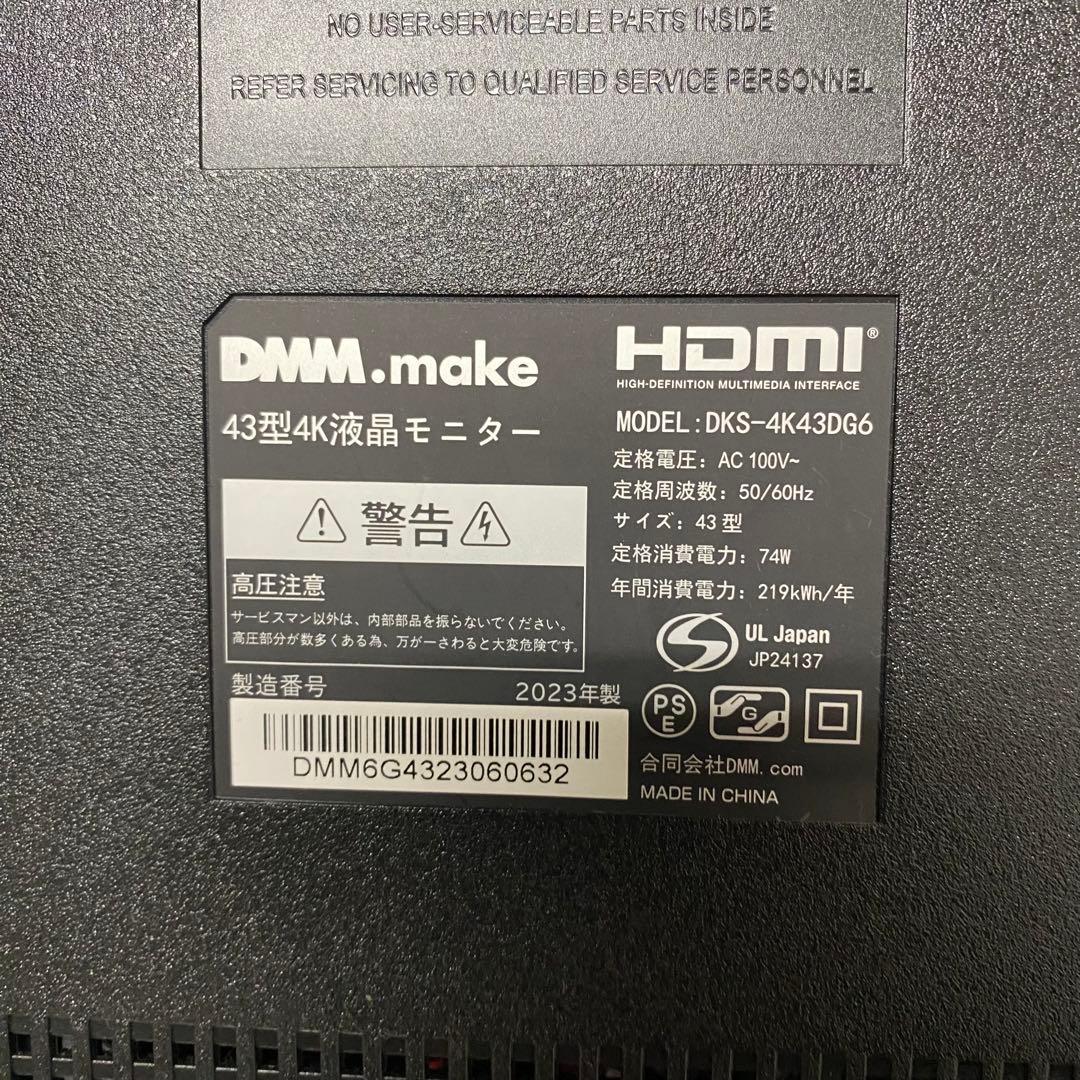 NO USER-SERVICEABLE PARTS INSIDE
REFER SERVICING TO QUALIFIED SERVICE PERSONNEL
DMM.make
43型4K液晶モニター
警告
高圧注意
サービスマン以外は、内部部品を振らないでください。
高圧部分が数多くある為、万が一さわると大変危険です。
製造番号 2023年製
DMM6G4323060632
HDMI®
HIGH-DEFINITION MULTIMEDIA INTERFACE
MODEL:DKS-4K43DG6
定格電圧: AC 100V~
定格周波数: 50/60Hz
サイズ: 43型
定格消費電力: 74W
年間消費電力: 219kWh/年
UL Japan
JP24137
PS
E
G
合同会社DMM.com
MADE IN CHINA